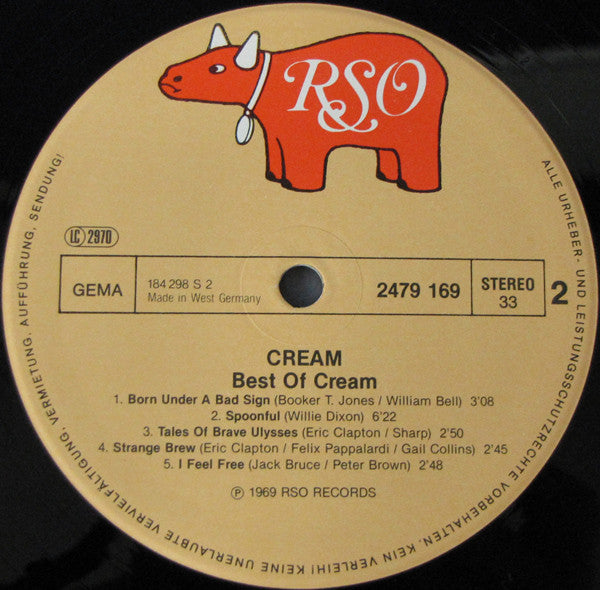 RSO
LC 2970
GEMA
184 298 S 2
Made in West Germany
2479 169
STEREO
33
2
CREAM
Best Of Cream
1. Born Under A Bad Sign (Booker T. Jones / William Bell) 3'08
2. Spoonful (Willie Dixon) 6'22
3. Tales Of Brave Ulysses (Eric Clapton / Sharp) 2'50
4. Strange Brew (Eric Clapton / Felix Pappalardi / Gail Collins) 2'45
5. I Feel Free (Jack Bruce / Peter Brown) 2'48
Ⓟ 1969 RSO RECORDS
ALLE URHEBER- UND LEISTUNGSSCHUTZRECHTE VORBEHALTEN. KEIN VERLEIH! KEINE UNERLAUBTE VERVIELFÄLTIGUNG, VERMIETUNG, AUFFÜHRUNG, SENDUNG!